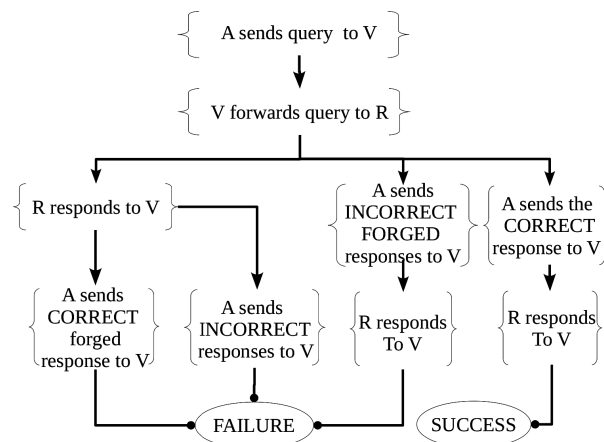 A sends query to V
V forwards query to R
R responds to V
A sends
INCORRECT
FORGED
responses to V
A sends the
CORRECT
response to V
A sends
CORRECT
forged
response to V
A sends
INCORRECT
responses to V
R responds
To V
R responds
To V
FAILURE
SUCCESS